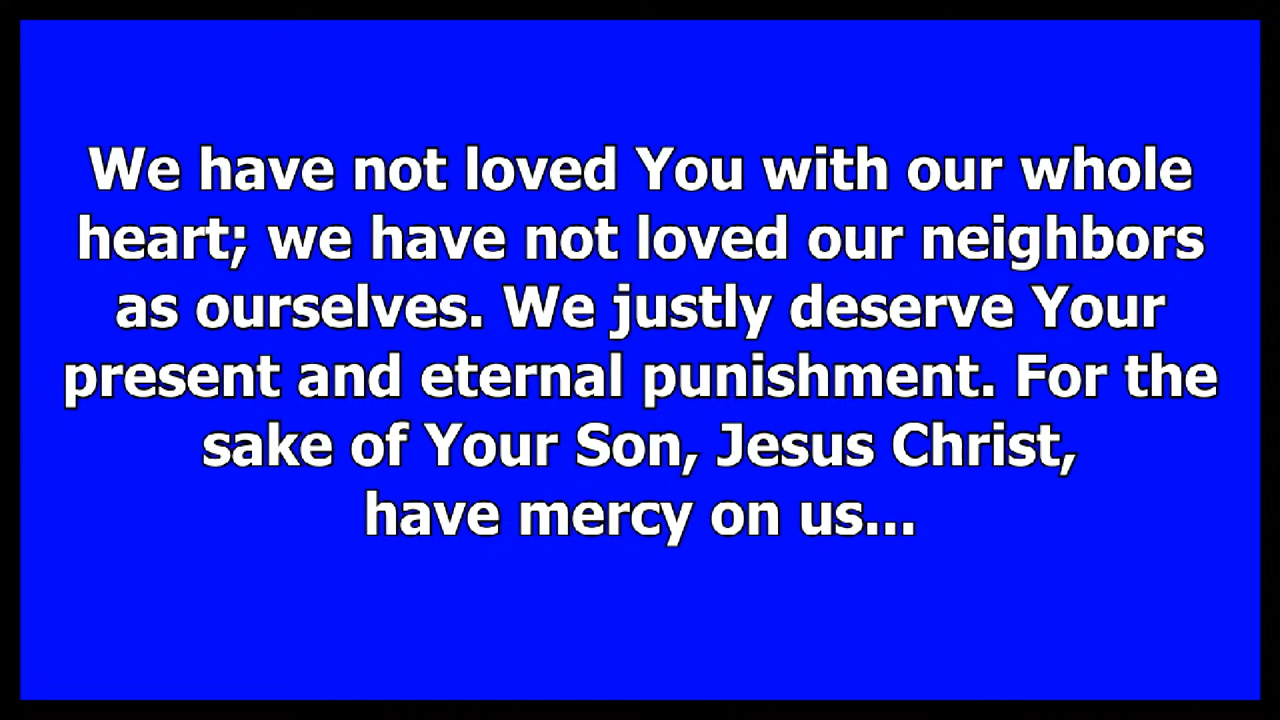 We have not loved You with our whole
heart; we have not loved our neighbors
as ourselves. We justly deserve Your
present and eternal punishment. For the
sake of Your Son, Jesus Christ,
have mercy on us...